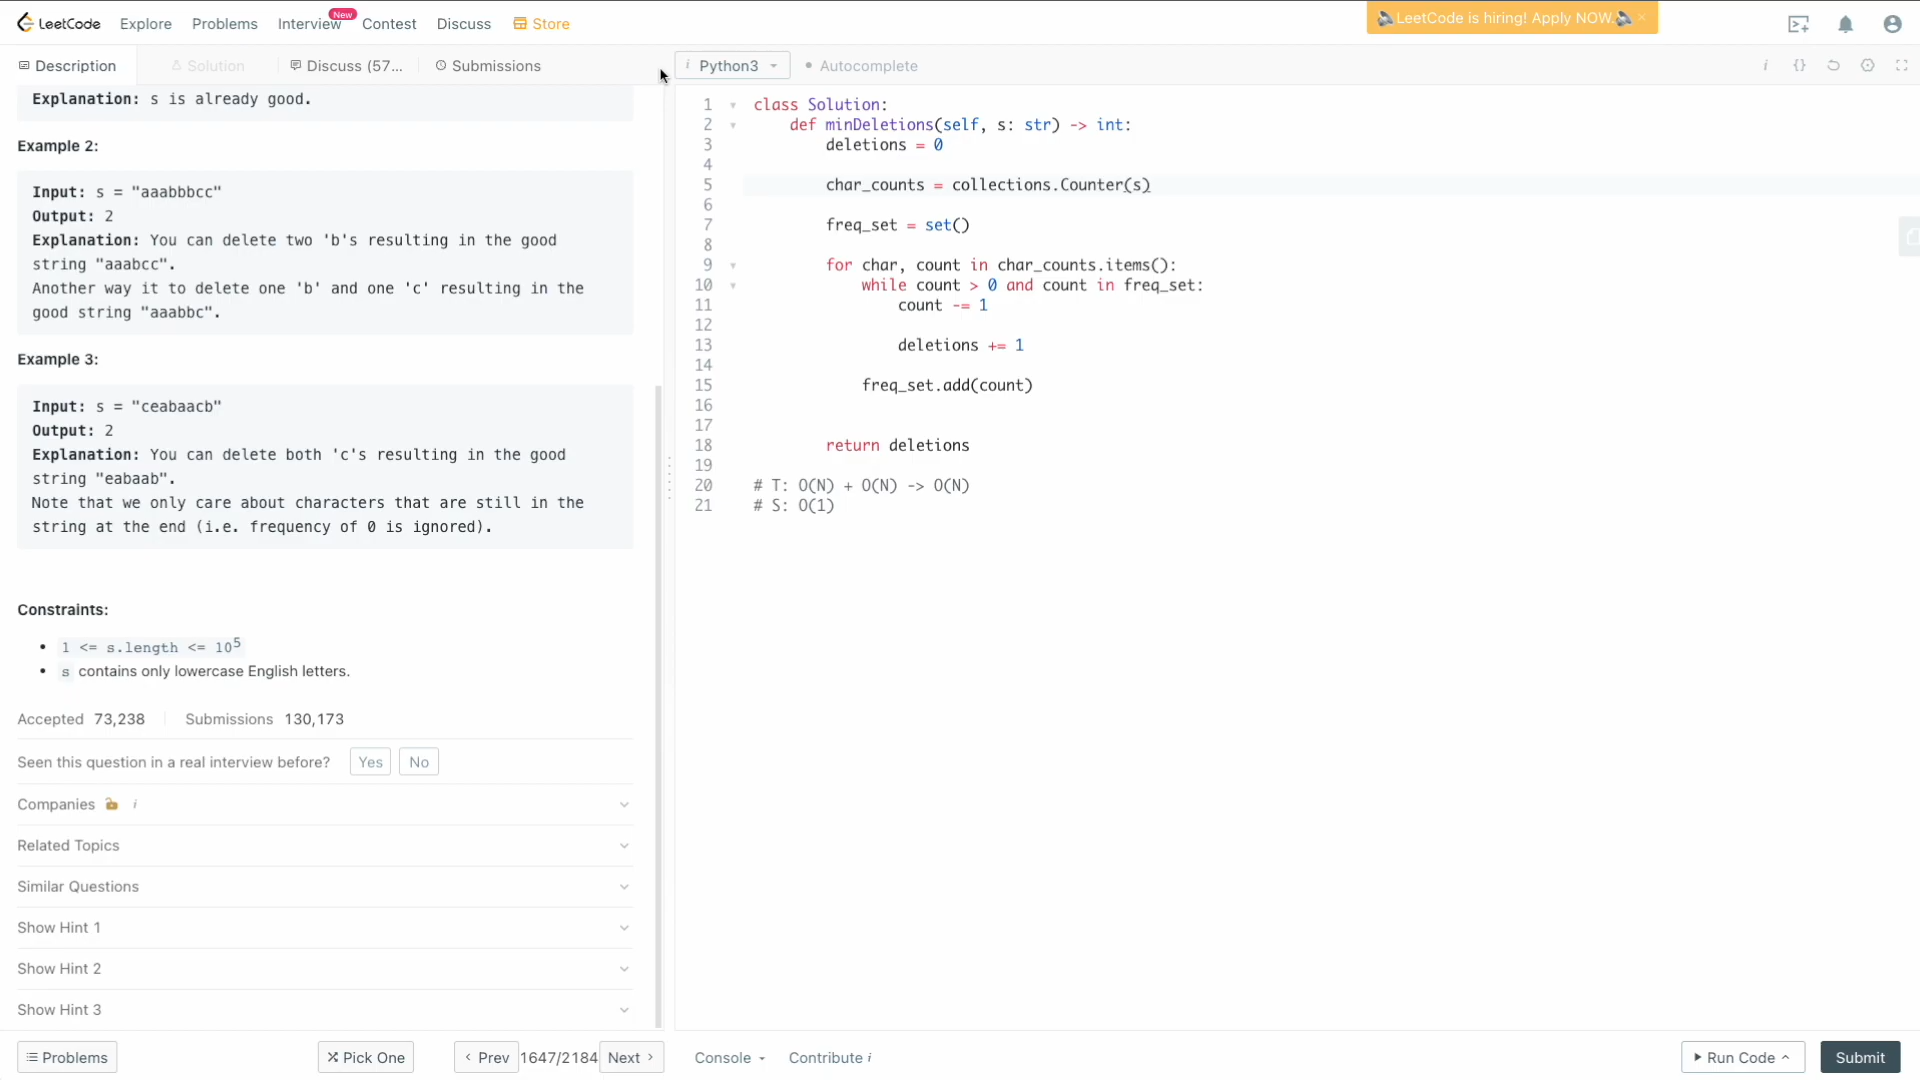 LeetCode Explore Problems Interview New Contest Discuss Store LeetCode is hiring! Apply NOW. ×
Description Solution Discuss (57... Submissions i Python3 Autocomplete i {}
Explanation: s is already good.
Example 2:
Input: s = "aaabbbcc"
Output: 2
Explanation: You can delete two 'b's resulting in the good
string "aaabcc".
Another way it to delete one 'b' and one 'c' resulting in the
good string "aaabbc".
Example 3:
Input: s = "ceabaacb"
Output: 2
Explanation: You can delete both 'c's resulting in the good
string "eabaab".
Note that we only care about characters that are still in the
string at the end (i.e. frequency of 0 is ignored).
Constraints:
• 1 <= s.length <= 10⁵
• s contains only lowercase English letters.
Accepted 73,238 Submissions 130,173
Seen this question in a real interview before? Yes No
Companies i
Related Topics
Similar Questions
Show Hint 1
Show Hint 2
Show Hint 3
Problems Pick One Prev 1647/2184 Next
1 class Solution:
2     def minDeletions(self, s: str) -> int:
3         deletions = 0
4
5         char_counts = collections.Counter(s)
6
7         freq_set = set()
8
9         for char, count in char_counts.items():
10             while count > 0 and count in freq_set:
11                 count -= 1
12
13                 deletions += 1
14
15             freq_set.add(count)
16
17
18         return deletions
19
20 # T: O(N) + O(N) -> O(N)
21 # S: O(1)
Console Contribute i Run Code Submit